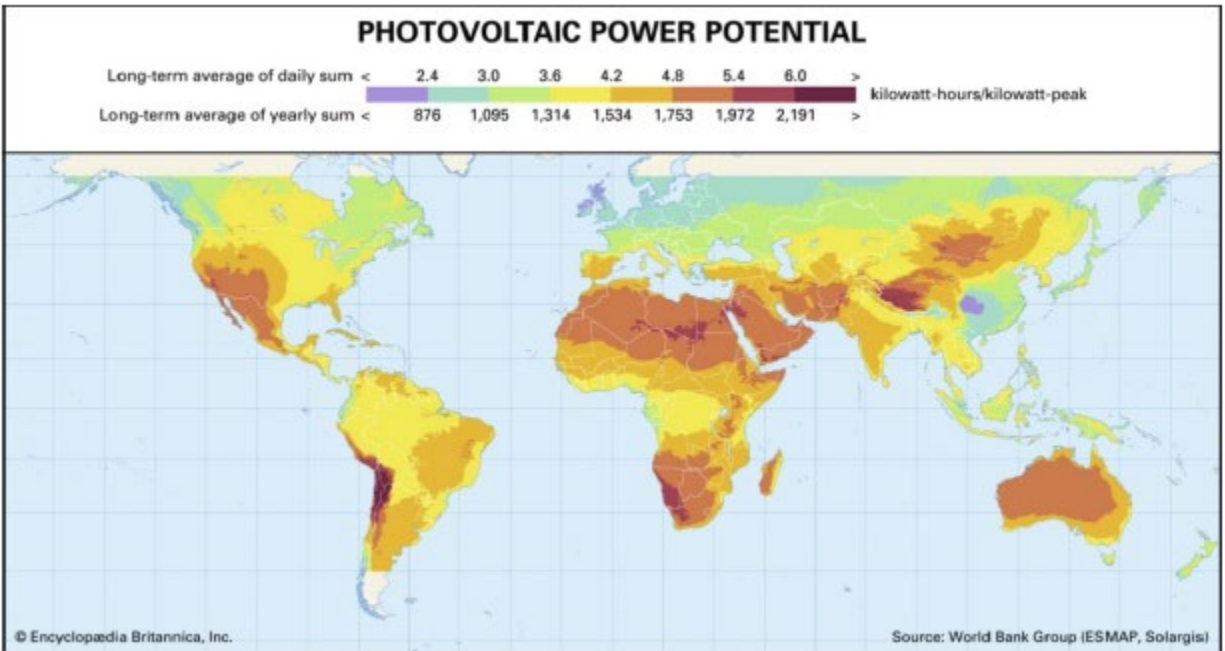 PHOTOVOLTAIC POWER POTENTIAL
Long-term average of daily sum < 2.4 3.0 3.6 4.2 4.8 5.4 6.0 >
kilowatt-hours/kilowatt-peak
Long-term average of yearly sum < 876 1,095 1,314 1,534 1,753 1,972 2,191 >
© Encyclopædia Britannica, Inc.
Source: World Bank Group (ESMAP, Solargis)